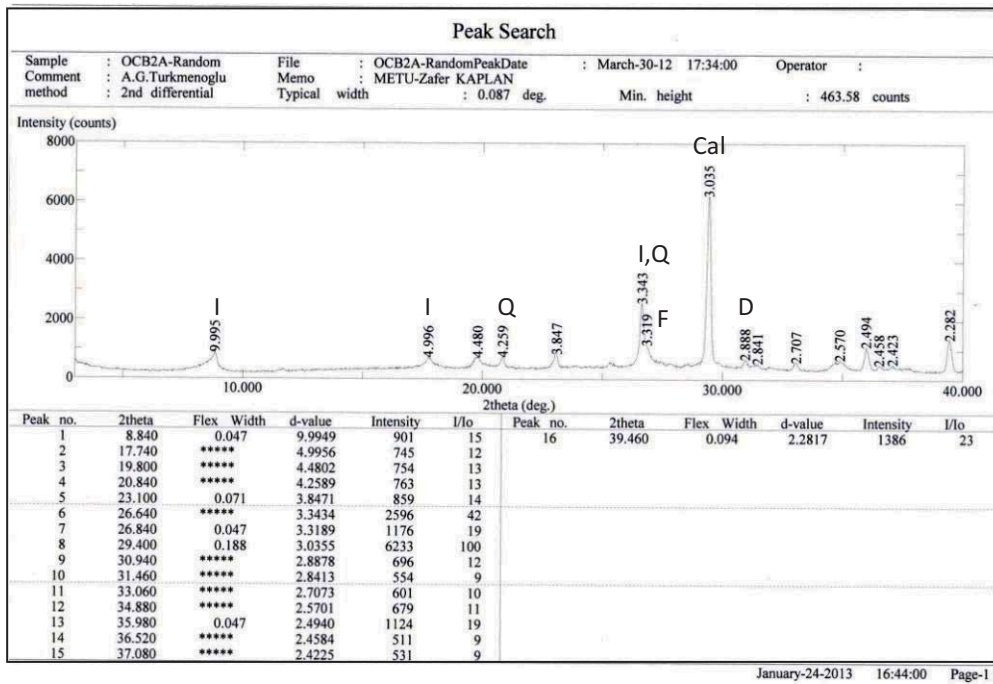 Peak Search
Sample : OCB2A-Random File : OCB2A-RandomPeakDate : March-30-12 17:34:00 Operator :
Comment : A.G.Turkmenoglu Memo : METU-Zafer KAPLAN
method : 2nd differential Typical width : 0.087 deg. Min. height : 463.58 counts
Intensity (counts)
8000
6000
4000
2000
0
I
9.995
I
4.996
4.480
Q
4.259
3.847
I,Q
3.343
F
3.319
Cal
3.035
D
2.888
2.841
2.707
2.570
2.494
2.458
2.423
2.282
10.000 20.000 30.000 40.000
2theta (deg.)
Peak no. 2theta Flex Width d-value Intensity I/Io Peak no. 2theta Flex Width d-value Intensity I/Io
1 8.840 0.047 9.9949 901 15 16 39.460 0.094 2.2817 1386 23
2 17.740 ***** 4.9956 745 12
3 19.800 ***** 4.4802 754 13
4 20.840 ***** 4.2589 763 13
5 23.100 0.071 3.8471 859 14
6 26.640 ***** 3.3434 2596 42
7 26.840 0.047 3.3189 1176 19
8 29.400 0.188 3.0355 6233 100
9 30.940 ***** 2.8878 696 12
10 31.460 ***** 2.8413 554 9
11 33.060 ***** 2.7073 601 10
12 34.880 ***** 2.5701 679 11
13 35.980 0.047 2.4940 1124 19
14 36.520 ***** 2.4584 511 9
15 37.080 ***** 2.4225 531 9
January-24-2013 16:44:00 Page-1